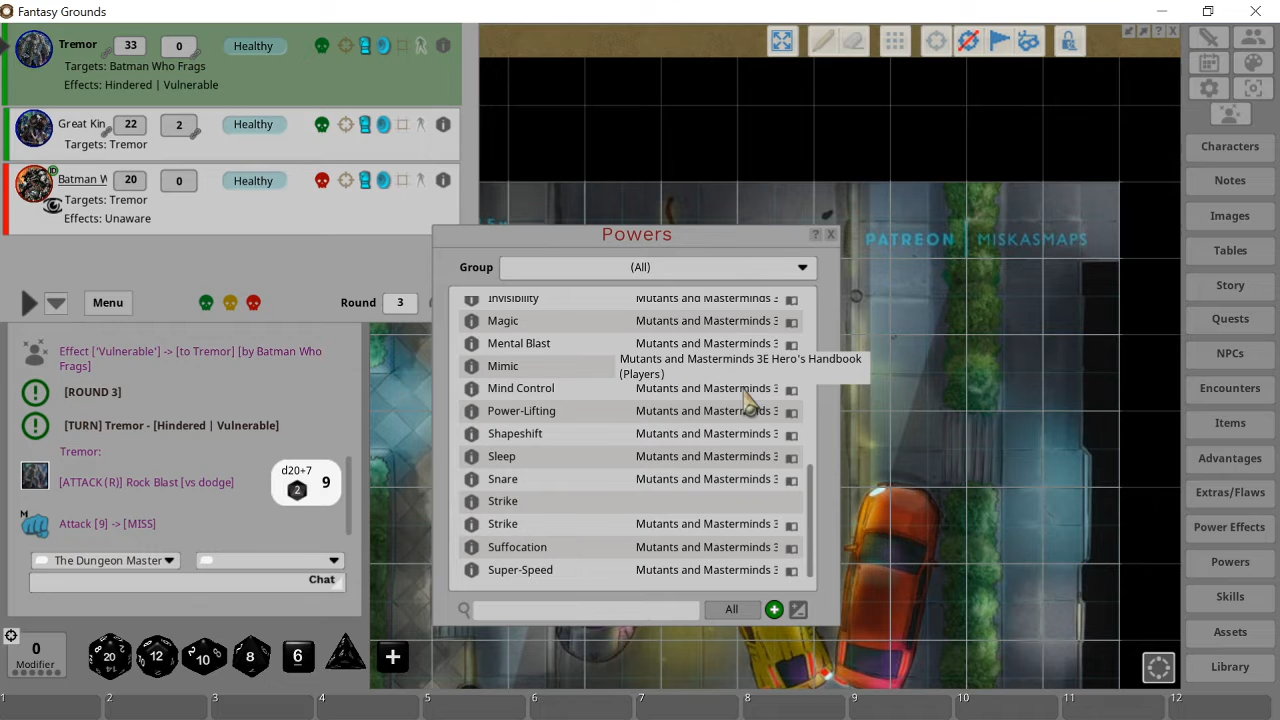 Fantasy Grounds
Tremor 33 0 Healthy
Targets: Batman Who Frags
Effects: Hindered | Vulnerable
Great Kin 22 2 Healthy
Targets: Tremor
ID
Batman W 20 0 Healthy
Targets: Tremor
Effects: Unaware
Menu Round 3
Effect ['Vulnerable'] -> [to Tremor] [by Batman Who
Frags]
[ROUND 3]
[TURN] Tremor - [Hindered | Vulnerable]
Tremor:
[ATTACK (R)] Rock Blast [vs dodge]
d20+7
2 9
M
Attack [9] -> [MISS]
The Dungeon Master
Chat
0
Modifier
20 12 10 8 6
Powers
Group (All)
Invisibility Mutants and Masterminds 3
Magic Mutants and Masterminds 3
Mental Blast Mutants and Masterminds 3
Mimic
Mutants and Masterminds 3E Hero's Handbook
(Players)
Mind Control Mutants and Masterminds 3
Power-Lifting Mutants and Masterminds 3
Shapeshift Mutants and Masterminds 3
Sleep Mutants and Masterminds 3
Snare Mutants and Masterminds 3
Strike
Strike Mutants and Masterminds 3
Suffocation Mutants and Masterminds 3
Super-Speed Mutants and Masterminds 3
All
PATREON | MISKASMAPS
Characters
Notes
Images
Tables
Story
Quests
NPCs
Encounters
Items
Advantages
Extras/Flaws
Power Effects
Powers
Skills
Assets
Library
1 2 3 4 5 6 7 8 9 10 11 12